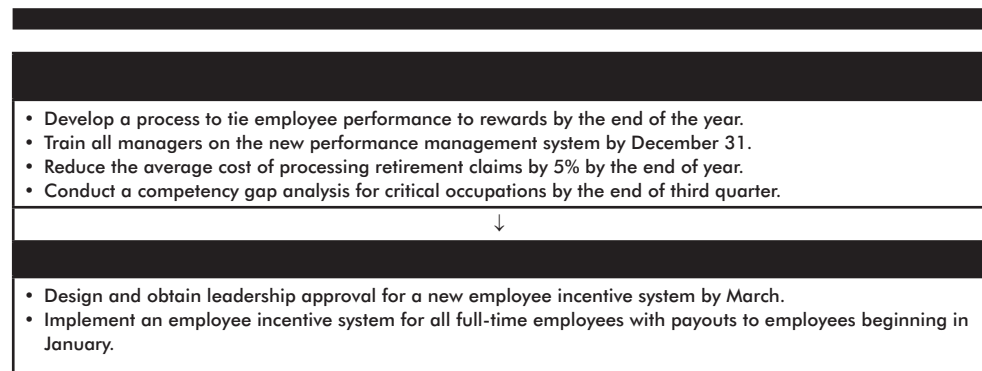 • Develop a process to tie employee performance to rewards by the end of the year.
• Train all managers on the new performance management system by December 31.
• Reduce the average cost of processing retirement claims by 5% by the end of year.
• Conduct a competency gap analysis for critical occupations by the end of third quarter.
↓
• Design and obtain leadership approval for a new employee incentive system by March.
• Implement an employee incentive system for all full-time employees with payouts to employees beginning in
January.